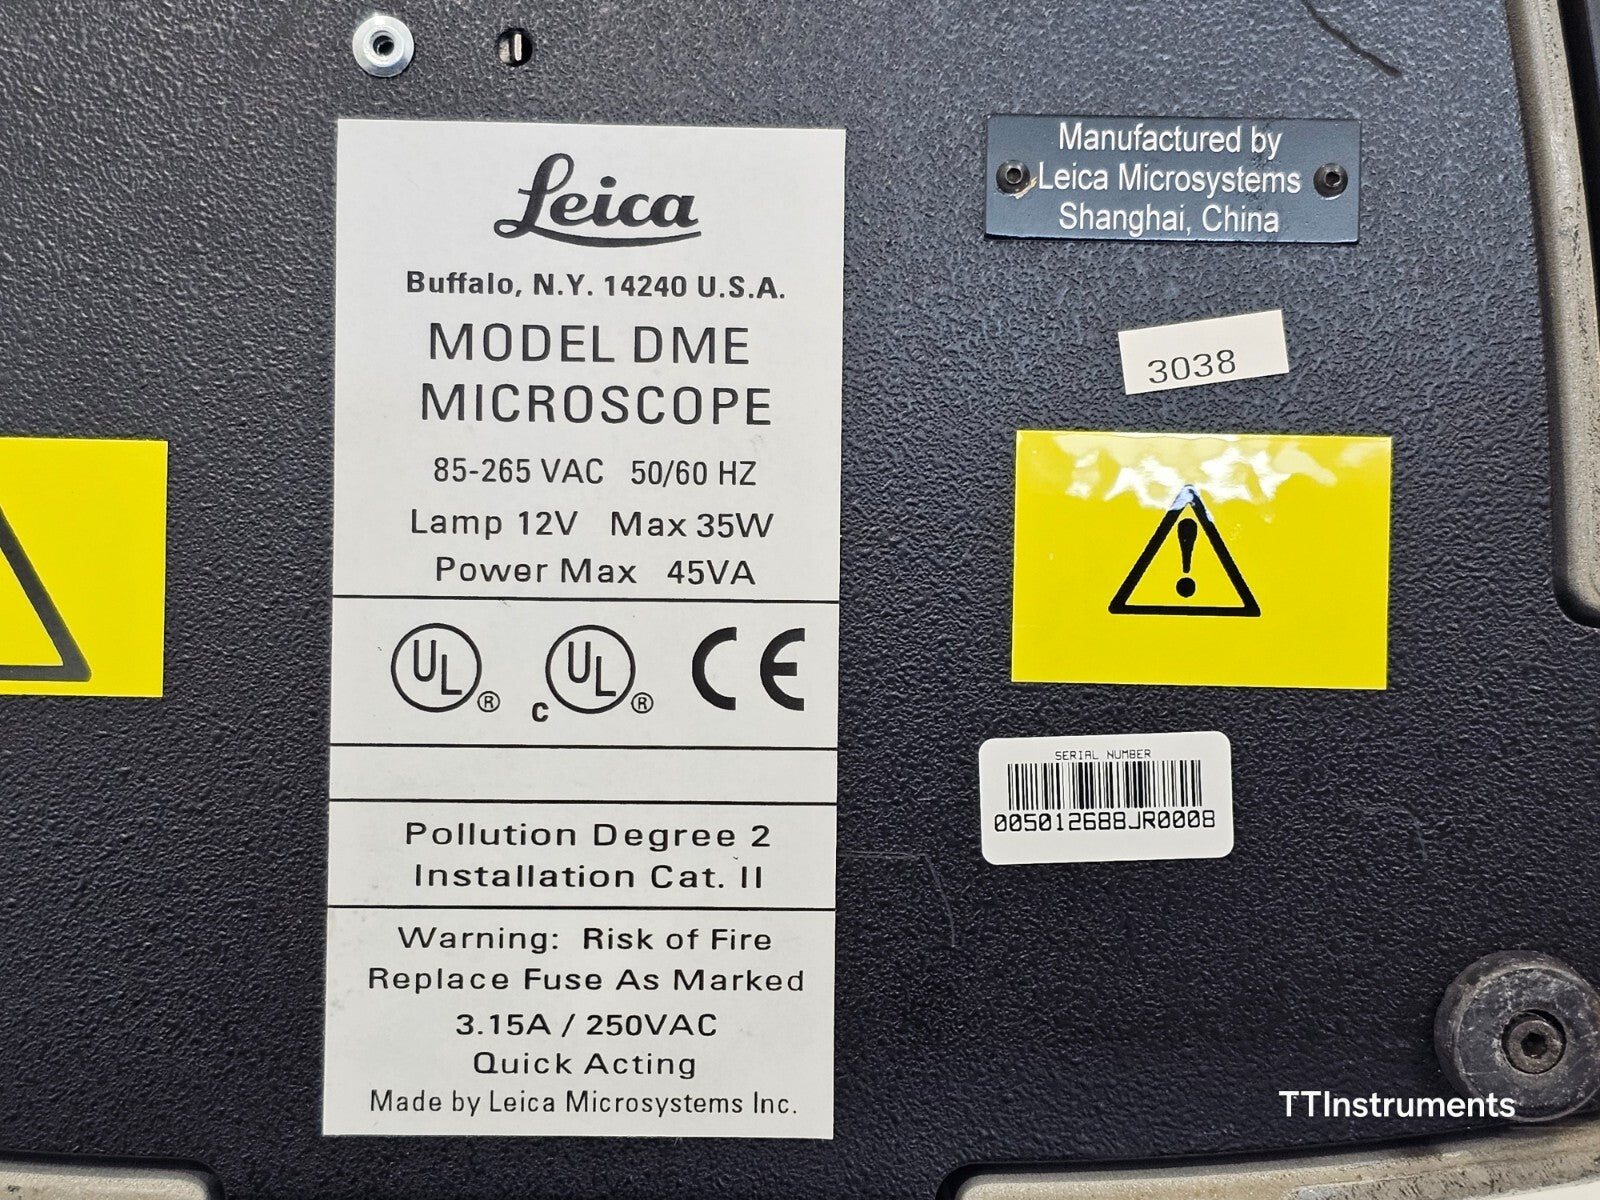 Leica
Buffalo, N.Y. 14240 U.S.A.
MODEL DME
MICROSCOPE
85-265 VAC 50/60 HZ
Lamp 12V Max 35W
Power Max 45VA
UL® c UL® CE
Pollution Degree 2
Installation Cat. II
Warning: Risk of Fire
Replace Fuse As Marked
3.15A / 250VAC
Quick Acting
Made by Leica Microsystems Inc.
Manufactured by
Leica Microsystems
Shanghai, China
3038
!
SERIAL NUMBER
005012688JR0008
TTInstruments